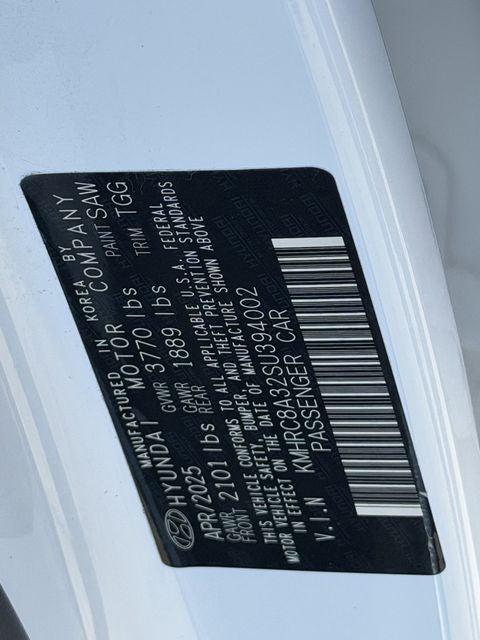 MANUFACTURED IN KOREA BY
HYUNDAI MOTOR COMPANY
APR/2025 GVWR 3770 lbs PAINT SAW
GAWR FRONT 2101 lbs GAWR REAR 1889 lbs TRIM TGG
THIS VEHICLE CONFORMS TO ALL APPLICABLE U.S.A. FEDERAL
VEHICLE SAFETY, BUMPER, AND THEFT PREVENTION STANDARDS
MOTOR IN EFFECT ON THE DATE OF MANUFACTURE SHOWN ABOVE
V.I.N KMHRC8A32SU394002
PASSENGER CAR